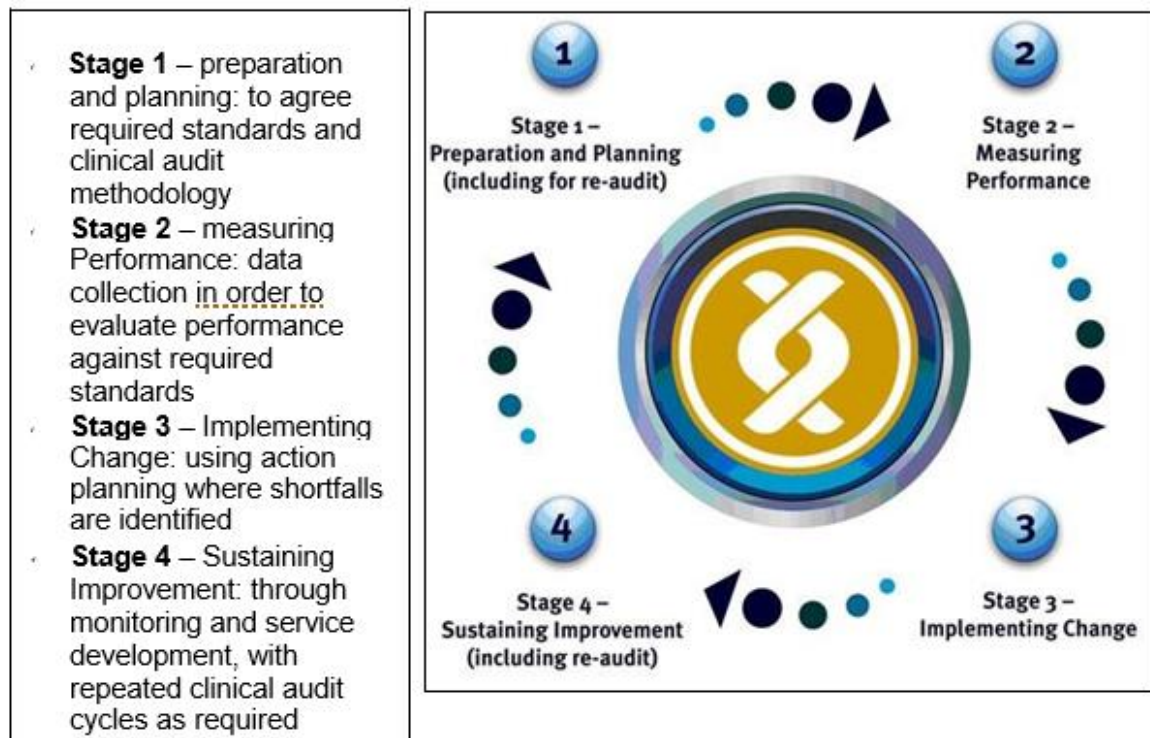 Stage 1 – preparation
and planning: to agree
required standards and
clinical audit
methodology
Stage 2 – measuring
Performance: data
collection in order to
evaluate performance
against required
standards
Stage 3 – Implementing
Change: using action
planning where shortfalls
are identified
Stage 4 – Sustaining
Improvement: through
monitoring and service
development, with
repeated clinical audit
cycles as required
1
Stage 1 –
Preparation and Planning
(including for re-audit)
2
Stage 2 –
Measuring
Performance
3
Stage 3 –
Implementing Change
4
Stage 4 –
Sustaining Improvement
(including re-audit)